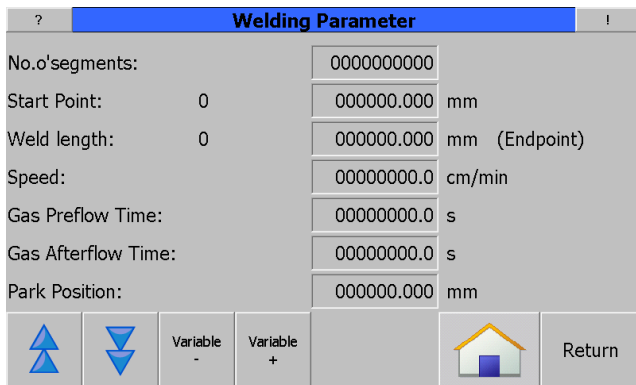 ? Welding Parameter !
No.o'segments: 0000000000
Start Point: 0 000000.000 mm
Weld length: 0 000000.000 mm (Endpoint)
Speed: 00000000.0 cm/min
Gas Preflow Time: 00000000.0 s
Gas Afterflow Time: 00000000.0 s
Park Position: 000000.000 mm
Variable - Variable + Return